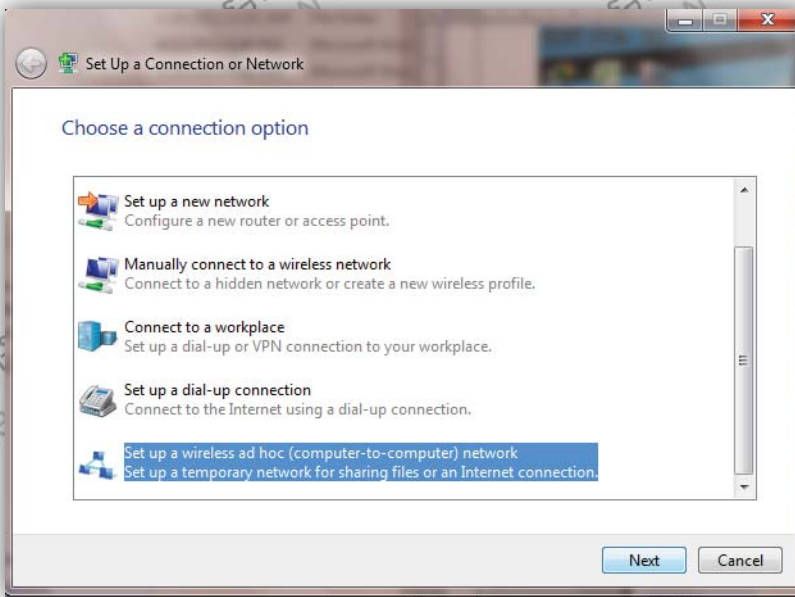 Set Up a Connection or Network
Choose a connection option
Set up a new network
Configure a new router or access point.
Manually connect to a wireless network
Connect to a hidden network or create a new wireless profile.
Connect to a workplace
Set up a dial-up or VPN connection to your workplace.
Set up a dial-up connection
Connect to the Internet using a dial-up connection.
Set up a wireless ad hoc (computer-to-computer) network
Set up a temporary network for sharing files or an Internet connection.
Next
Cancel